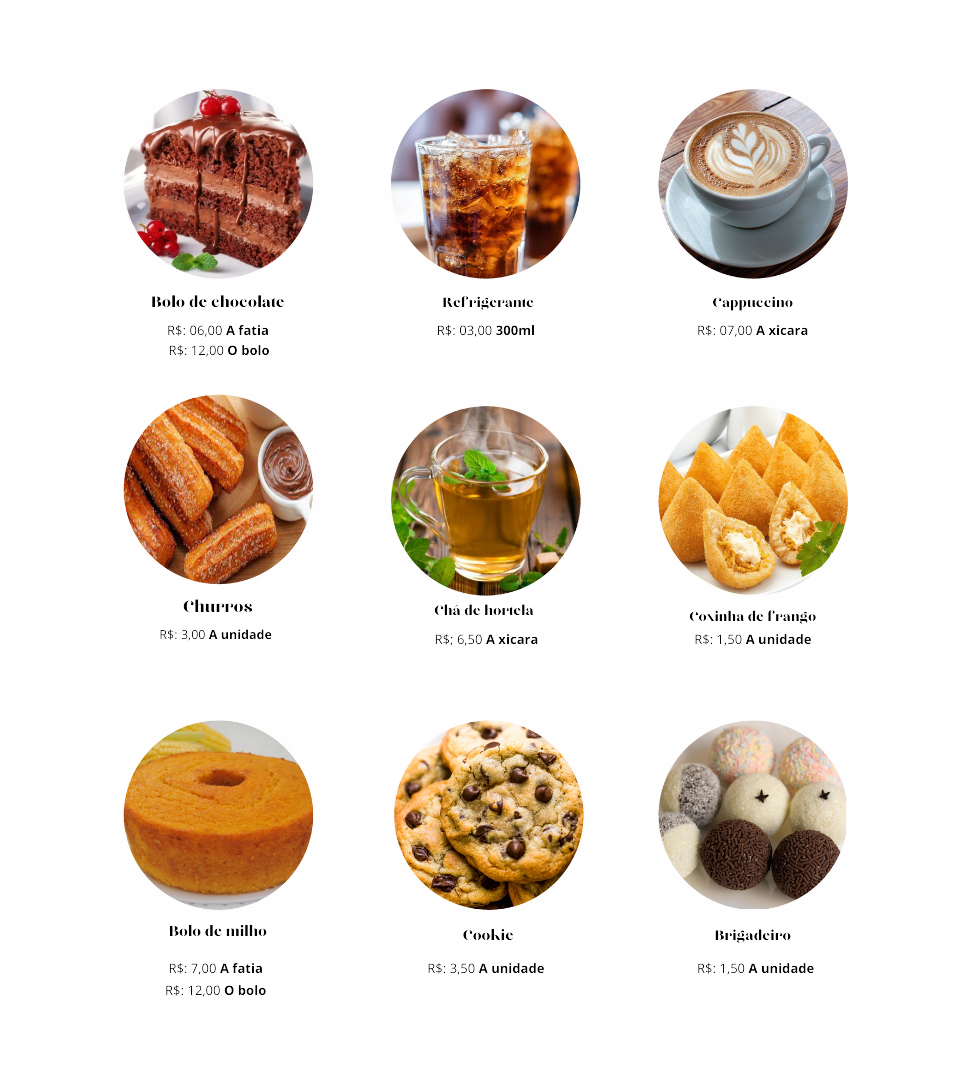 Bolo de chocolate
R$: 06,00 A fatia
R$: 12,00 O bolo
Refrigerante
R$: 03,00 300ml
Cappuccino
R$: 07,00 A xicara
Churros
R$: 3,00 A unidade
Chá de hortela
R$; 6,50 A xicara
Coxinha de frango
R$: 1,50 A unidade
Bolo de milho
R$: 7,00 A fatia
R$: 12,00 O bolo
Cookie
R$: 3,50 A unidade
Brigadeiro
R$: 1,50 A unidade